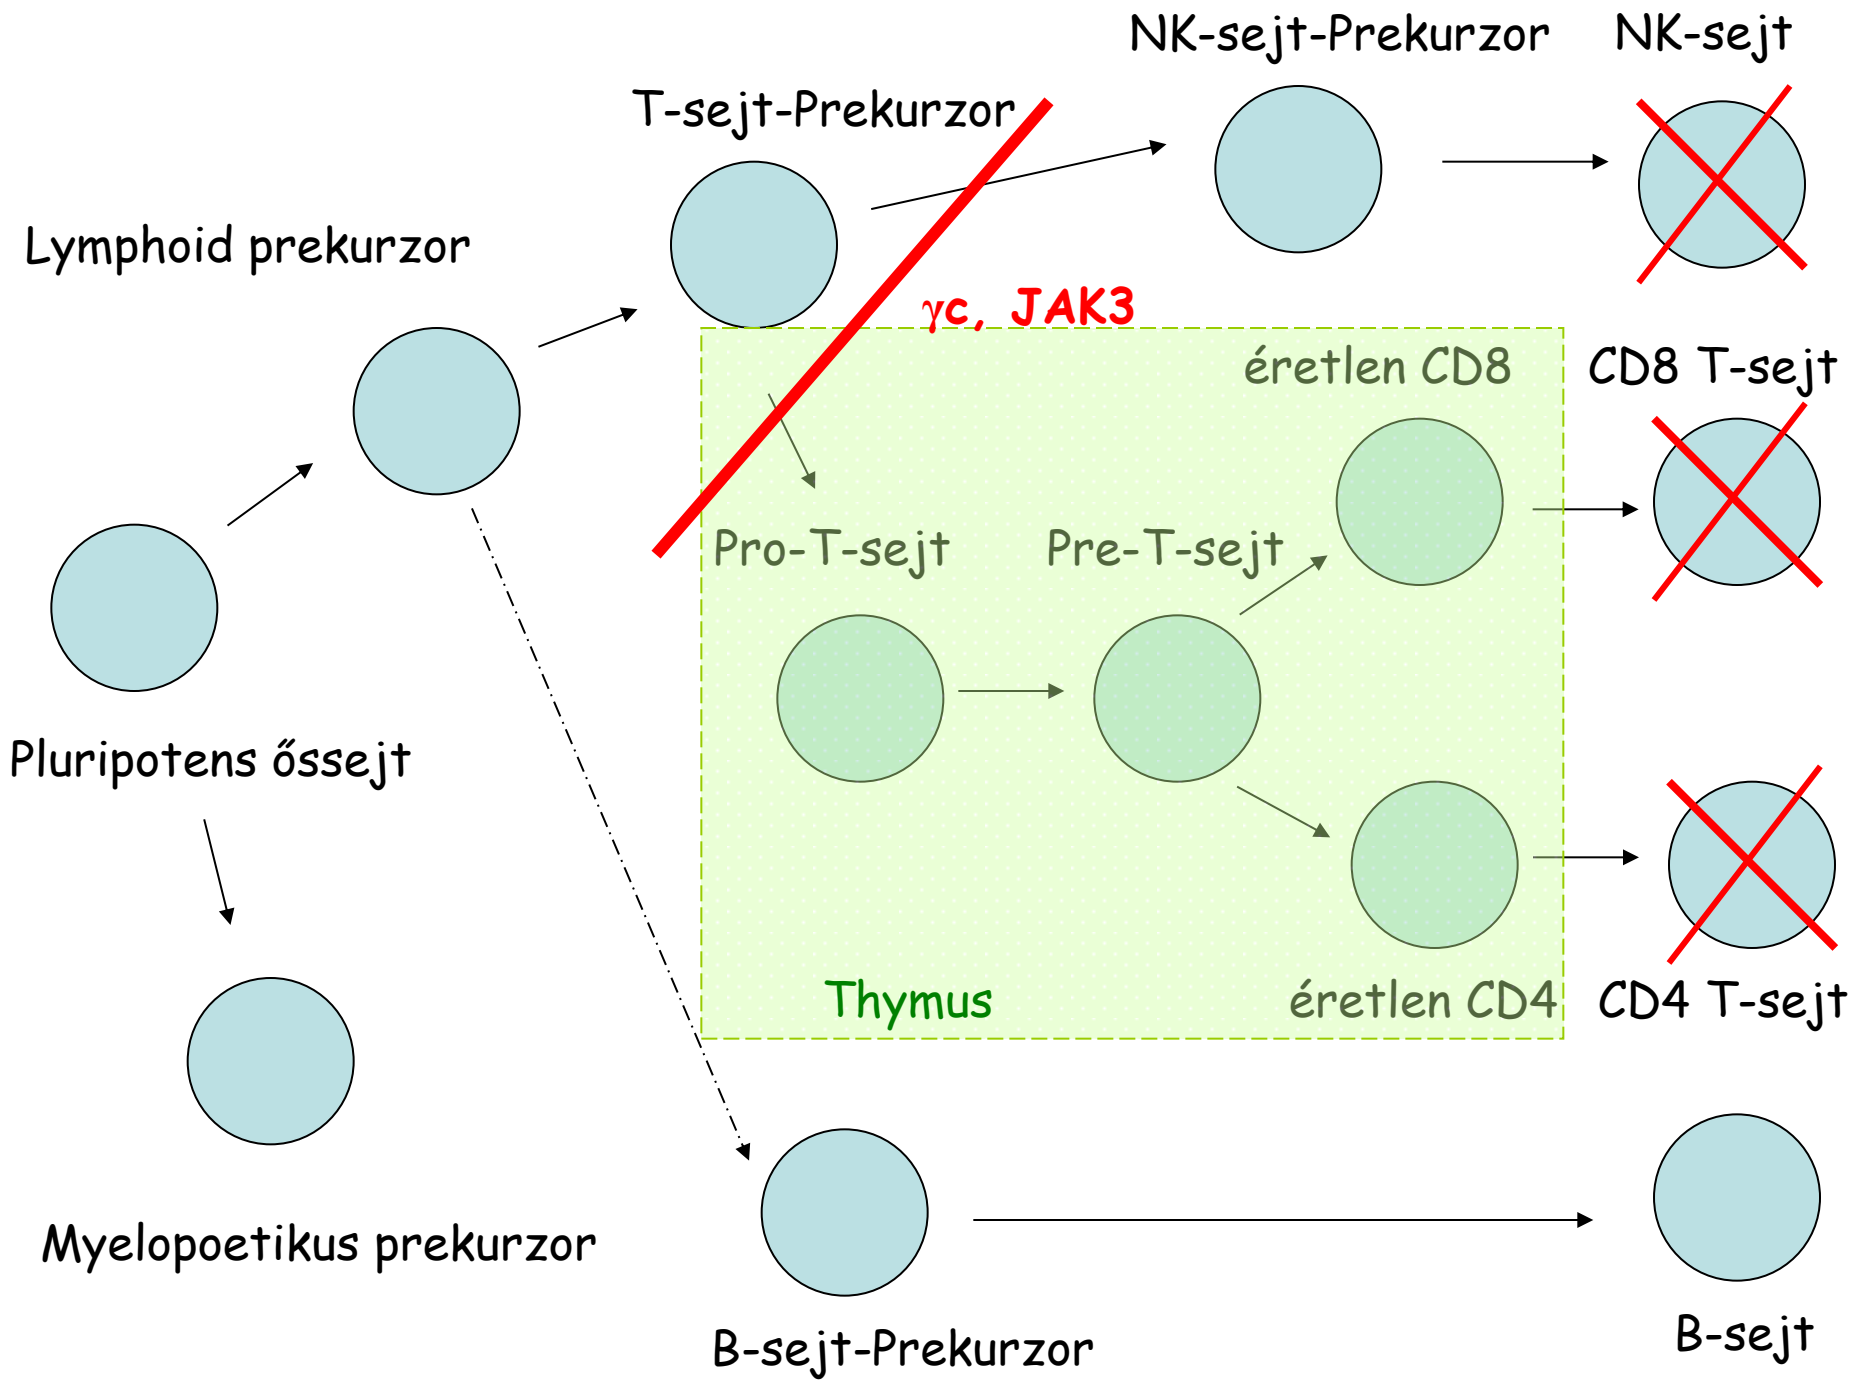 NK-sejt-Prekurzor
NK-sejt
T-sejt-Prekurzor
Lymphoid prekurzor
γc, JAK3
éretlen CD8
CD8 T-sejt
Pro-T-sejt
Pre-T-sejt
Pluripotens őssejt
Thymus
éretlen CD4
CD4 T-sejt
Myelopoetikus prekurzor
B-sejt-Prekurzor
B-sejt